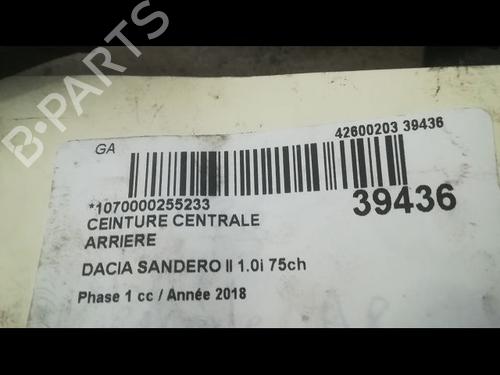 B-PARTS
GA
42600203 39436
*1070000255233
39436
CEINTURE CENTRALE
ARRIERE
DACIA SANDERO II 1.0i 75ch
Phase 1 cc / Année 2018